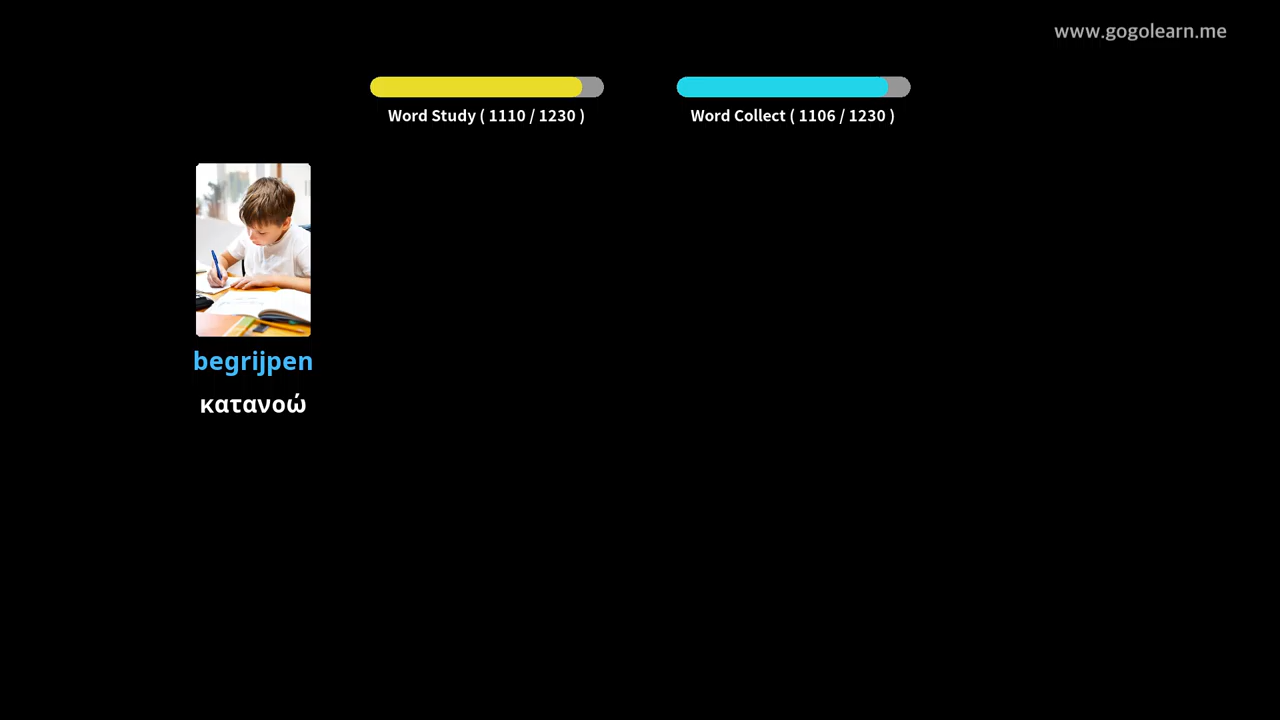 www.gogolearn.me
Word Study ( 1110 / 1230 )
Word Collect ( 1106 / 1230 )
begrijpen
κατανοώ